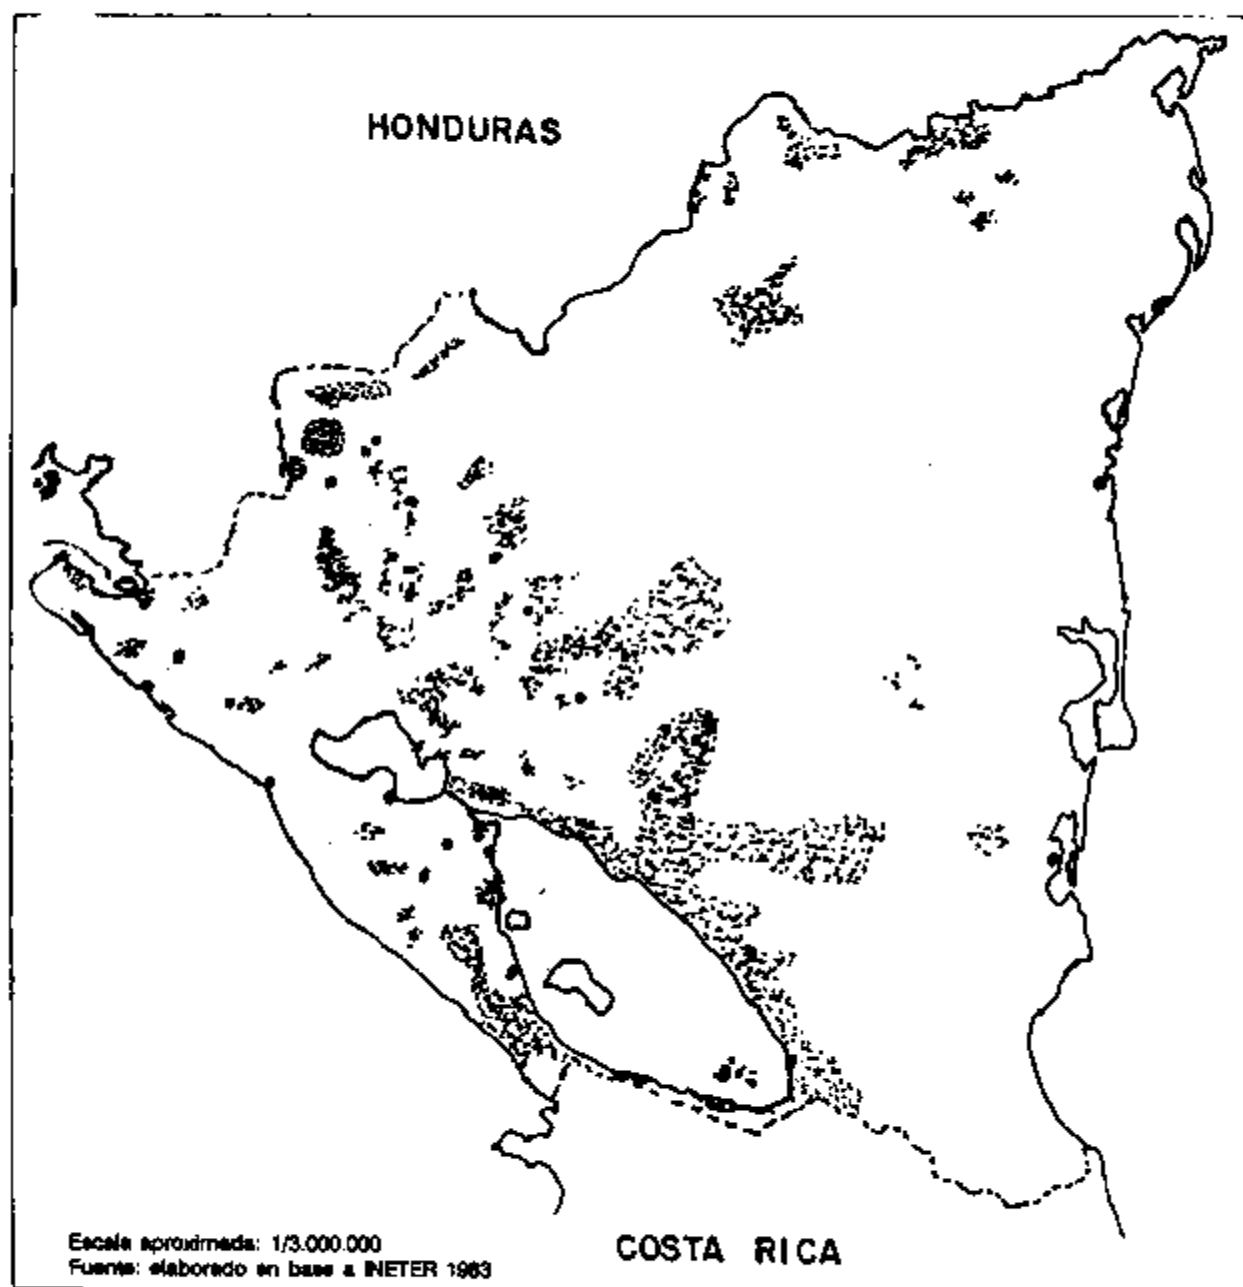 HONDURAS
Escala aproximada: 1/3.000.000
Fuente: elaborado en base a INETER 1983
COSTA RICA